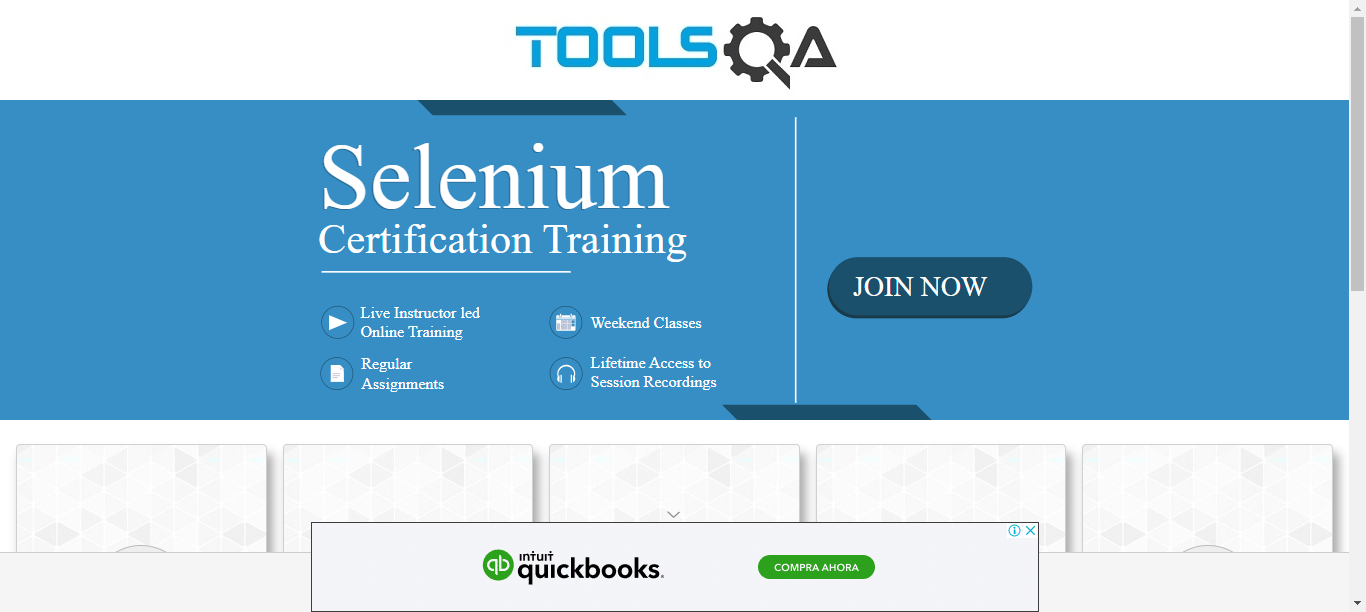 TOOLSQA
Selenium
Certification Training
Live Instructor led
Online Training
Weekend Classes
Regular
Assignments
Lifetime Access to
Session Recordings
JOIN NOW
qb
intuit
quickbooks.
COMPRA AHORA